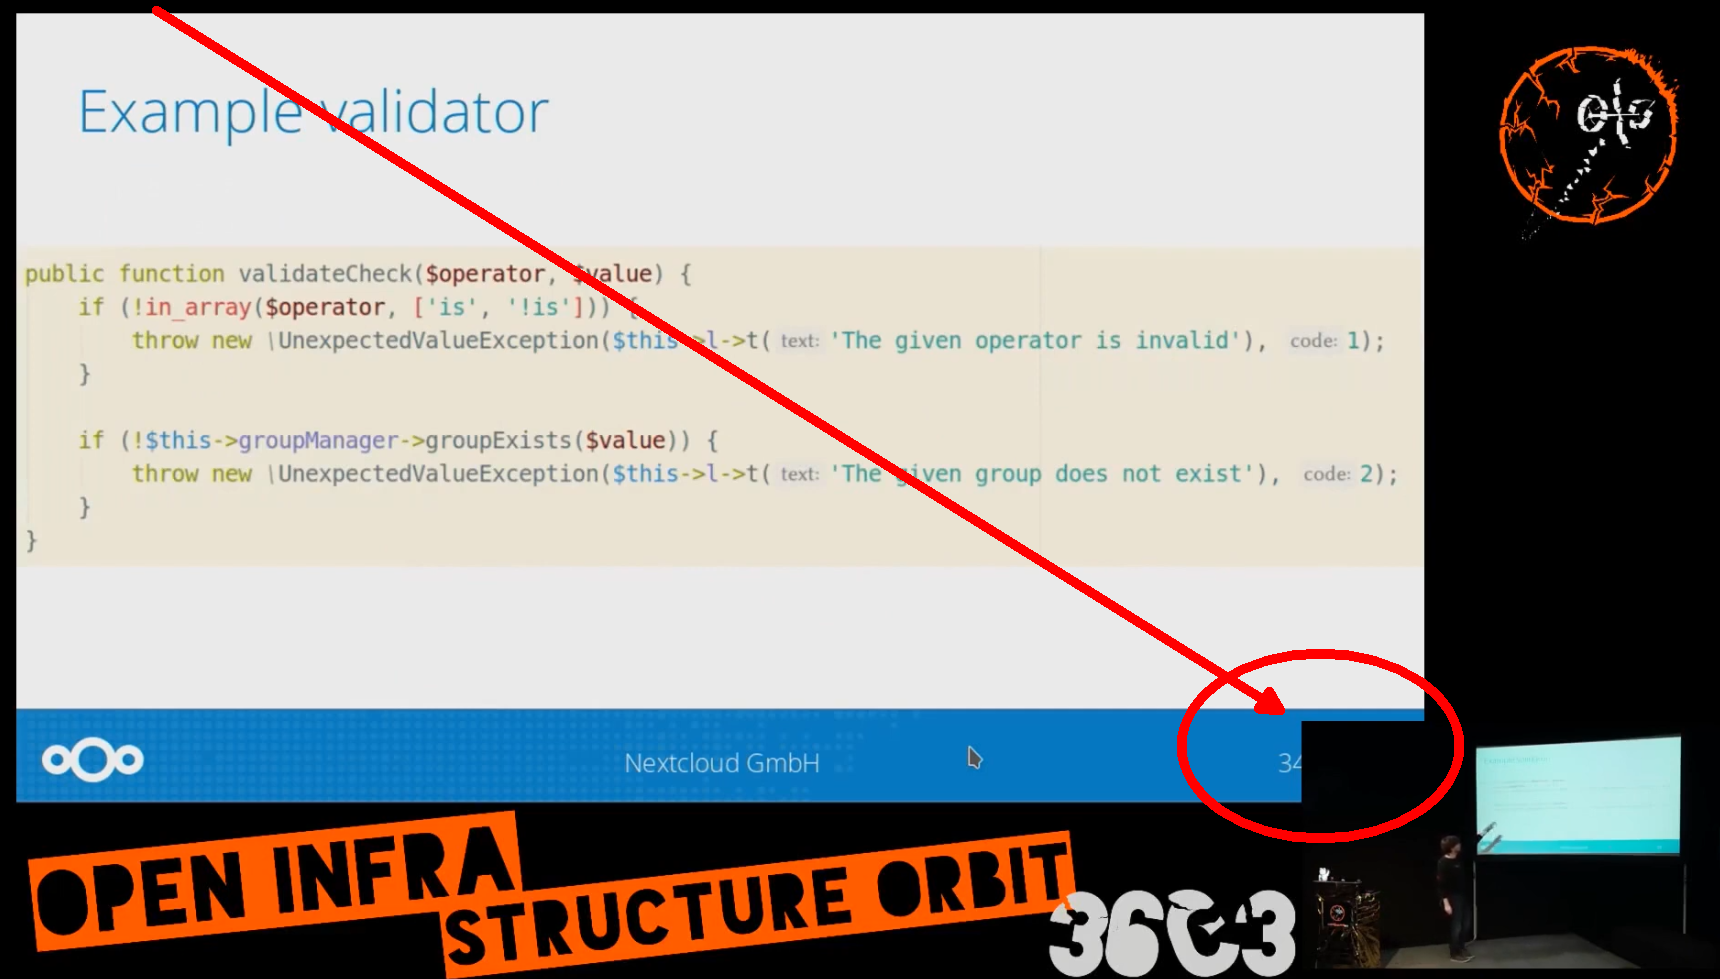 Example validator
public function validateCheck($operator, $value) {
if (!in_array($operator, ['is', '!is'])) {
throw new \UnexpectedValueException($this->l->t( text: 'The given operator is invalid'), code: 1);
}
if (!$this->groupManager->groupExists($value)) {
throw new \UnexpectedValueException($this->l->t( text: 'The given group does not exist'), code: 2);
}
}
Nextcloud GmbH
34
OPEN INFRA
STRUCTURE ORBIT
36C3